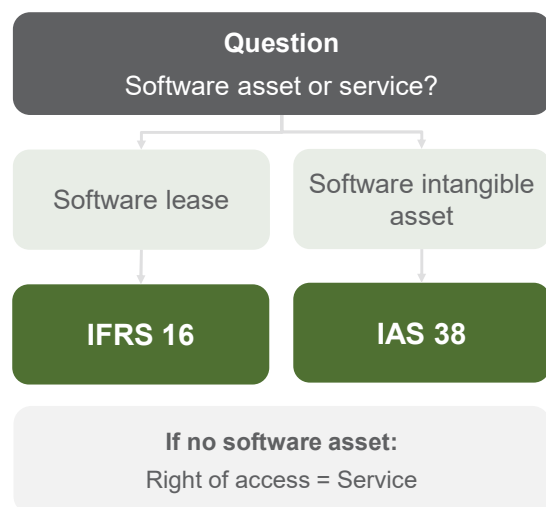 Question
Software asset or service?
Software lease
Software intangible
asset
IFRS 16
IAS 38
If no software asset:
Right of access = Service